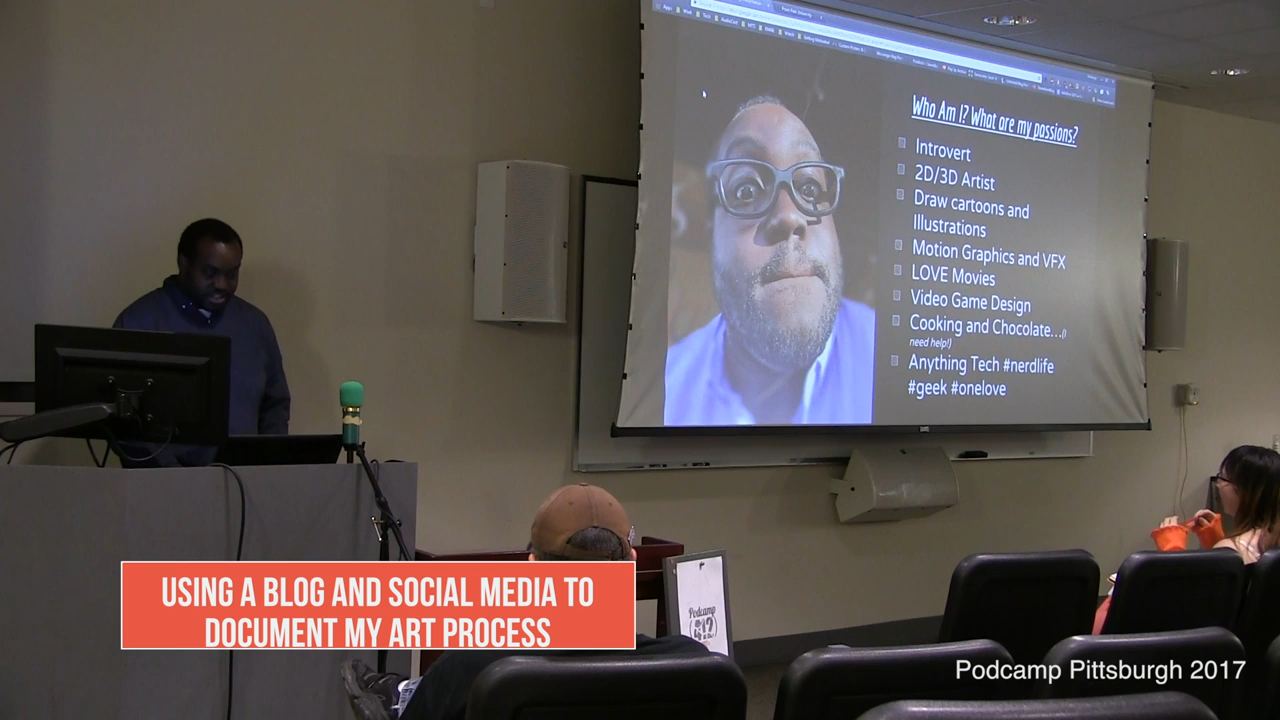 Who Am I? What are my passions?
Introvert
2D/3D Artist
Draw cartoons and
Illustrations
Motion Graphics and VFX
LOVE Movies
Video Game Design
Cooking and Chocolate...(I
need help!)
Anything Tech #nerdlife
#geek #onelove
USING A BLOG AND SOCIAL MEDIA TO
DOCUMENT MY ART PROCESS
Podcamp
Podcamp Pittsburgh 2017